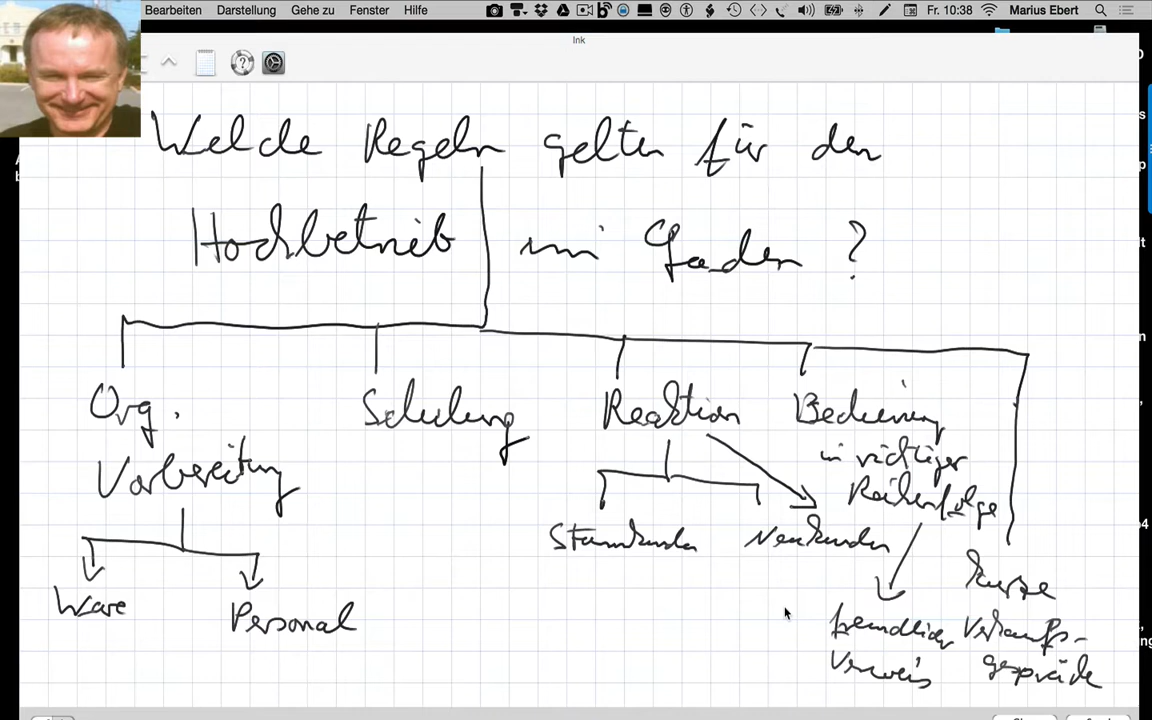 Bearbeiten Darstellung Gehe zu Fenster Hilfe Fr. 10:38 Marius Ebert
Ink
Welche Regeln gelten für den
Hochbetrieb im Laden ?
Org. Schulung Reaktion Bedienung
Vorbereitung in richtiger
Reihenfolge
Stammkunden Neukunden
Ware Personal kurze
freundlicher Verkaufs-
Verweis gespräche